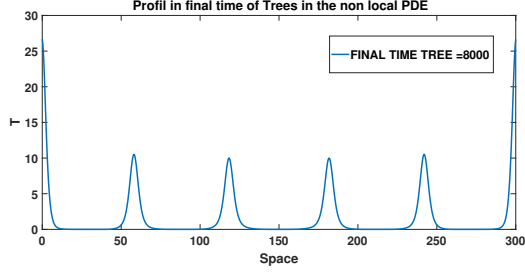 Profil in final time of Trees in the non local PDE
FINAL TIME TREE =8000
T
30
25
20
15
10
5
0
0 50 100 150 200 250 300
Space